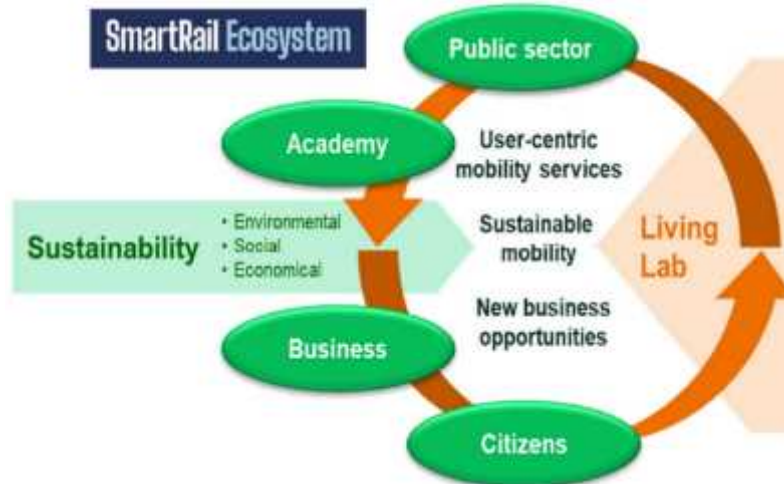 SmartRail Ecosystem
Public sector
Academy
User-centric
mobility services
Sustainability
• Environmental
• Social
• Economical
Sustainable
mobility
Living
Lab
New business
opportunities
Business
Citizens